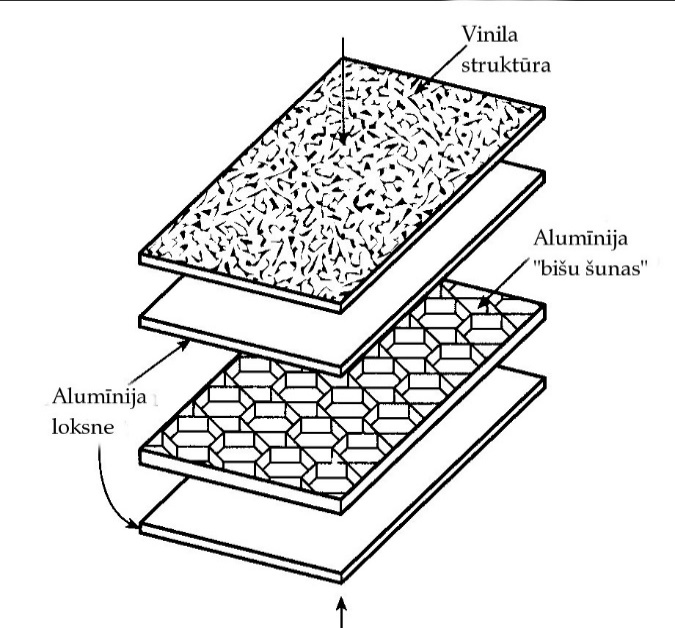 Vinila
struktūra
Alumīnija
"bišu šunas"
Alumīnija
loksne